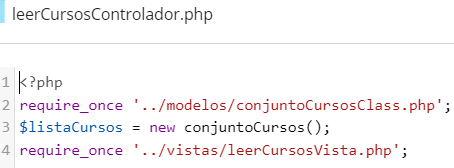 leerCursosControlador.php
1 <?php
2 require_once '../modelos/conjuntoCursosClass.php';
3 $listaCursos = new conjuntoCursos();
4 require_once '../vistas/leerCursosVista.php';